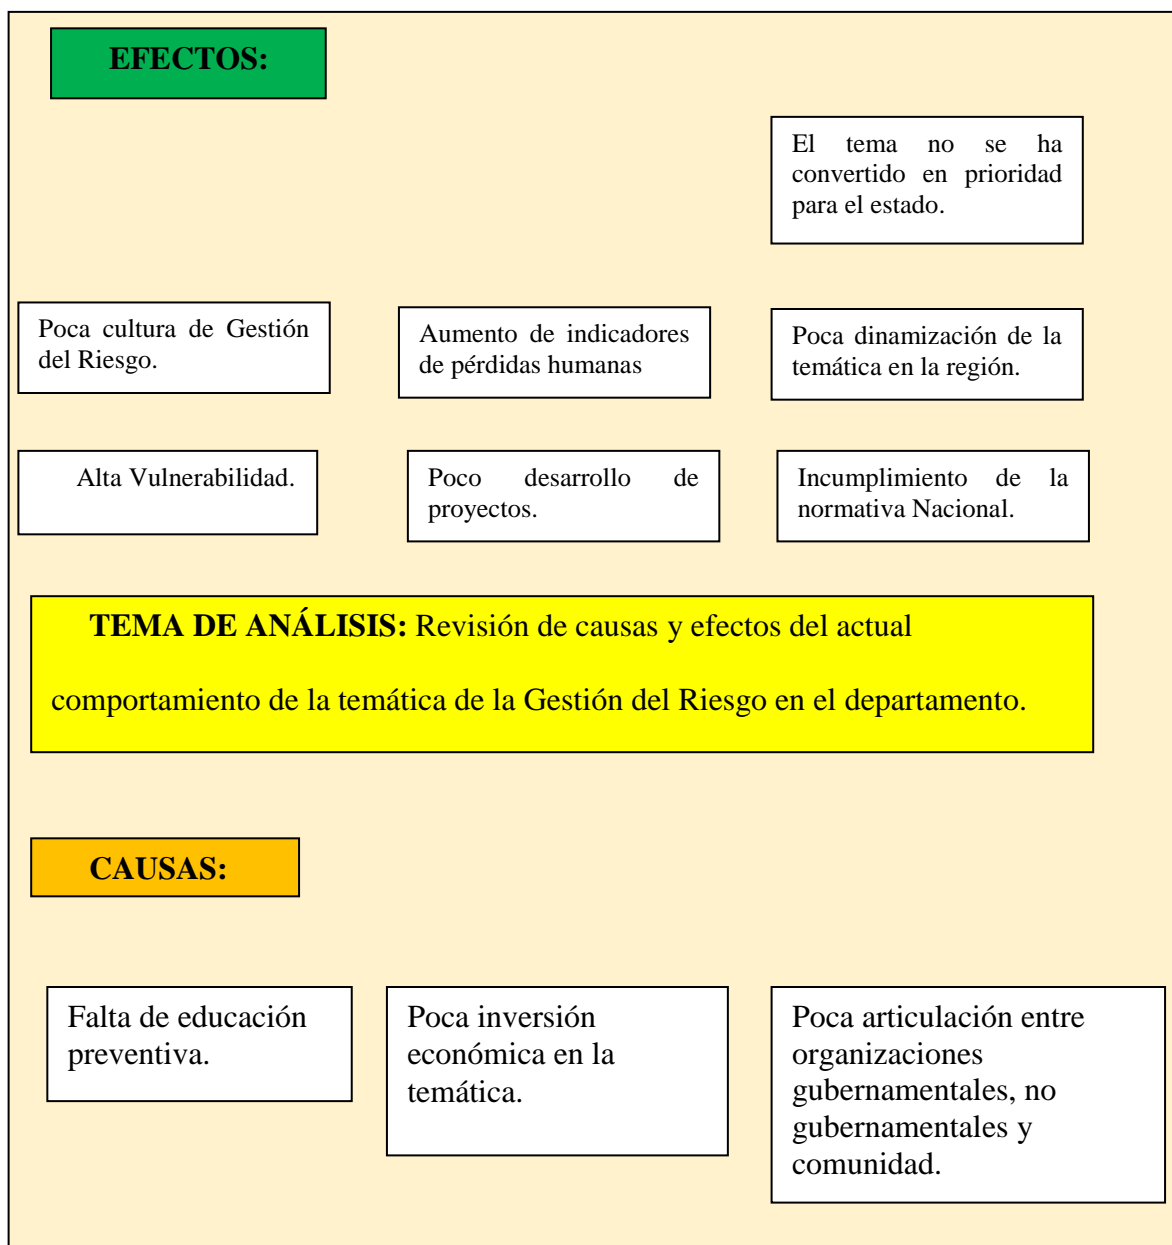 EFECTOS:
El tema no se ha
convertido en prioridad
para el estado.
Poca cultura de Gestión
del Riesgo.
Aumento de indicadores
de pérdidas humanas
Poca dinamización de la
temática en la región.
Alta Vulnerabilidad.
Poco desarrollo de
proyectos.
Incumplimiento de la
normativa Nacional.
TEMA DE ANÁLISIS: Revisión de causas y efectos del actual
comportamiento de la temática de la Gestión del Riesgo en el departamento.
CAUSAS:
Falta de educación
preventiva.
Poca inversión
económica en la
temática.
Poca articulación entre
organizaciones
gubernamentales, no
gubernamentales y
comunidad.